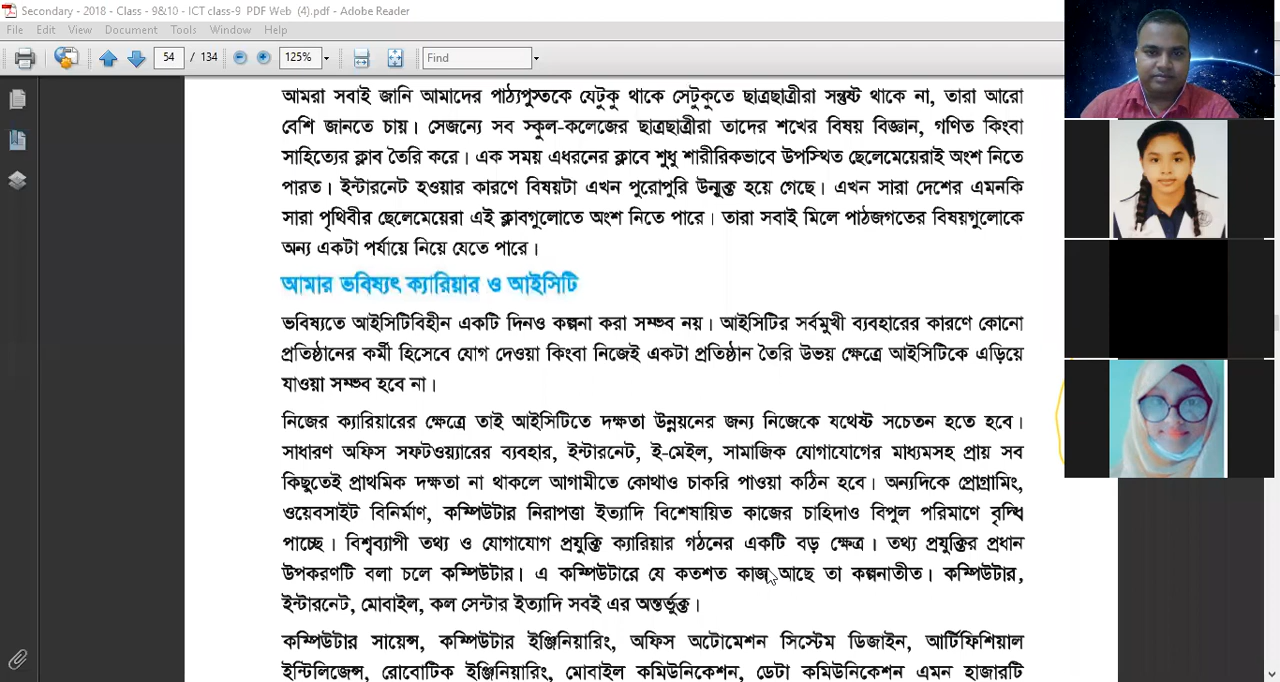 Secondary - 2018 - Class - 9&10 - ICT class-9 PDF Web (4).pdf - Adobe Reader
File Edit View Document Tools Window Help
54 / 134 125% Find
আমরা সবাই জানি আমাদের পাঠ্যপুস্তকে যেটুকু থাকে সেটুকুতে ছাত্রছাত্রীরা সন্তুষ্ট থাকে না, তারা আরো
বেশি জানতে চায়। সেজন্যে সব স্কুল-কলেজের ছাত্রছাত্রীরা তাদের শখের বিষয় বিজ্ঞান, গণিত কিংবা
সাহিত্যের ক্লাব তৈরি করে। এক সময় এধরনের ক্লাবে শুধু শারীরিকভাবে উপস্থিত ছেলেমেয়েরাই অংশ নিতে
পারত। ইন্টারনেট হওয়ার কারণে বিষয়টা এখন পুরোপুরি উন্মুক্ত হয়ে গেছে। এখন সারা দেশের এমনকি
সারা পৃথিবীর ছেলেমেয়েরা এই ক্লাবগুলোতে অংশ নিতে পারে। তারা সবাই মিলে পাঠজগতের বিষয়গুলোকে
অন্য একটা পর্যায়ে নিয়ে যেতে পারে।
আমার ভবিষ্যৎ ক্যারিয়ার ও আইসিটি
ভবিষ্যতে আইসিটিবিহীন একটি দিনও কল্পনা করা সম্ভব নয়। আইসিটির সর্বমুখী ব্যবহারের কারণে কোনো
প্রতিষ্ঠানের কর্মী হিসেবে যোগ দেওয়া কিংবা নিজেই একটা প্রতিষ্ঠান তৈরি উভয় ক্ষেত্রে আইসিটিকে এড়িয়ে
যাওয়া সম্ভব হবে না।
নিজের ক্যারিয়ারের ক্ষেত্রে তাই আইসিটিতে দক্ষতা উন্নয়নের জন্য নিজেকে যথেষ্ট সচেতন হতে হবে।
সাধারণ অফিস সফটওয়্যারের ব্যবহার, ইন্টারনেট, ই-মেইল, সামাজিক যোগাযোগের মাধ্যমসহ প্রায় সব
কিছুতেই প্রাথমিক দক্ষতা না থাকলে আগামীতে কোথাও চাকরি পাওয়া কঠিন হবে। অন্যদিকে প্রোগ্রামিং,
ওয়েবসাইট বিনির্মাণ, কম্পিউটার নিরাপত্তা ইত্যাদি বিশেষায়িত কাজের চাহিদাও বিপুল পরিমাণে বৃদ্ধি
পাচ্ছে। বিশ্বব্যাপী তথ্য ও যোগাযোগ প্রযুক্তি ক্যারিয়ার গঠনের একটি বড় ক্ষেত্র। তথ্য প্রযুক্তির প্রধান
উপকরণটি বলা চলে কম্পিউটার। এ কম্পিউটারে যে কতশত কাজ আছে তা কল্পনাতীত। কম্পিউটার,
ইন্টারনেট, মোবাইল, কল সেন্টার ইত্যাদি সবই এর অন্তর্ভুক্ত।
কম্পিউটার সায়েন্স, কম্পিউটার ইঞ্জিনিয়ারিং, অফিস অটোমেশন সিস্টেম ডিজাইন, আর্টিফিশিয়াল
ইন্টিলিজেন্স, রোবোটিক ইঞ্জিনিয়ারিং, মোবাইল কমিউনিকেশন, ডেটা কমিউনিকেশন এমন হাজারটি